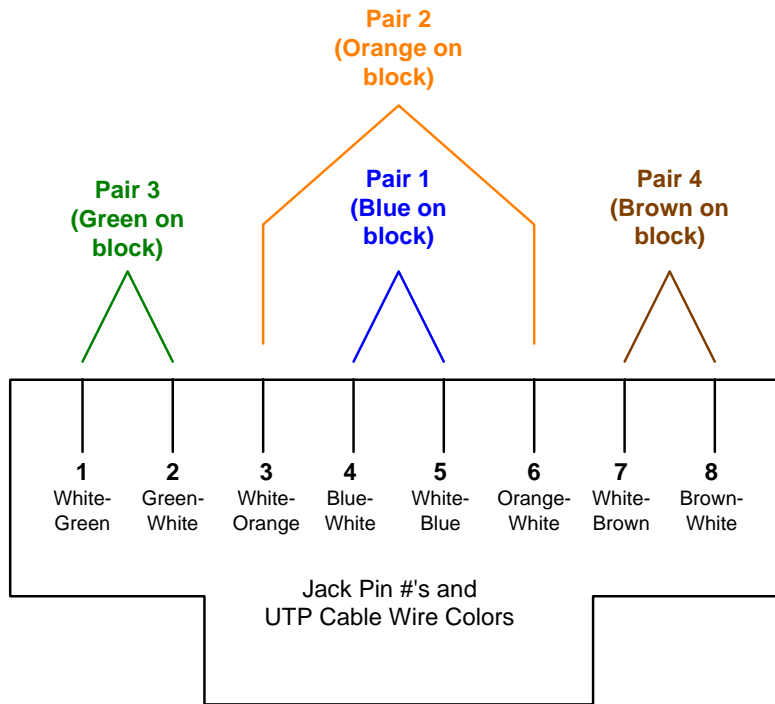 Pair 2
(Orange on
block)
Pair 3
(Green on
block)
Pair 1
(Blue on
block)
Pair 4
(Brown on
block)
1
White-
Green
2
Green-
White
3
White-
Orange
4
Blue-
White
5
White-
Blue
6
Orange-
White
7
White-
Brown
8
Brown-
White
Jack Pin #'s and
UTP Cable Wire Colors